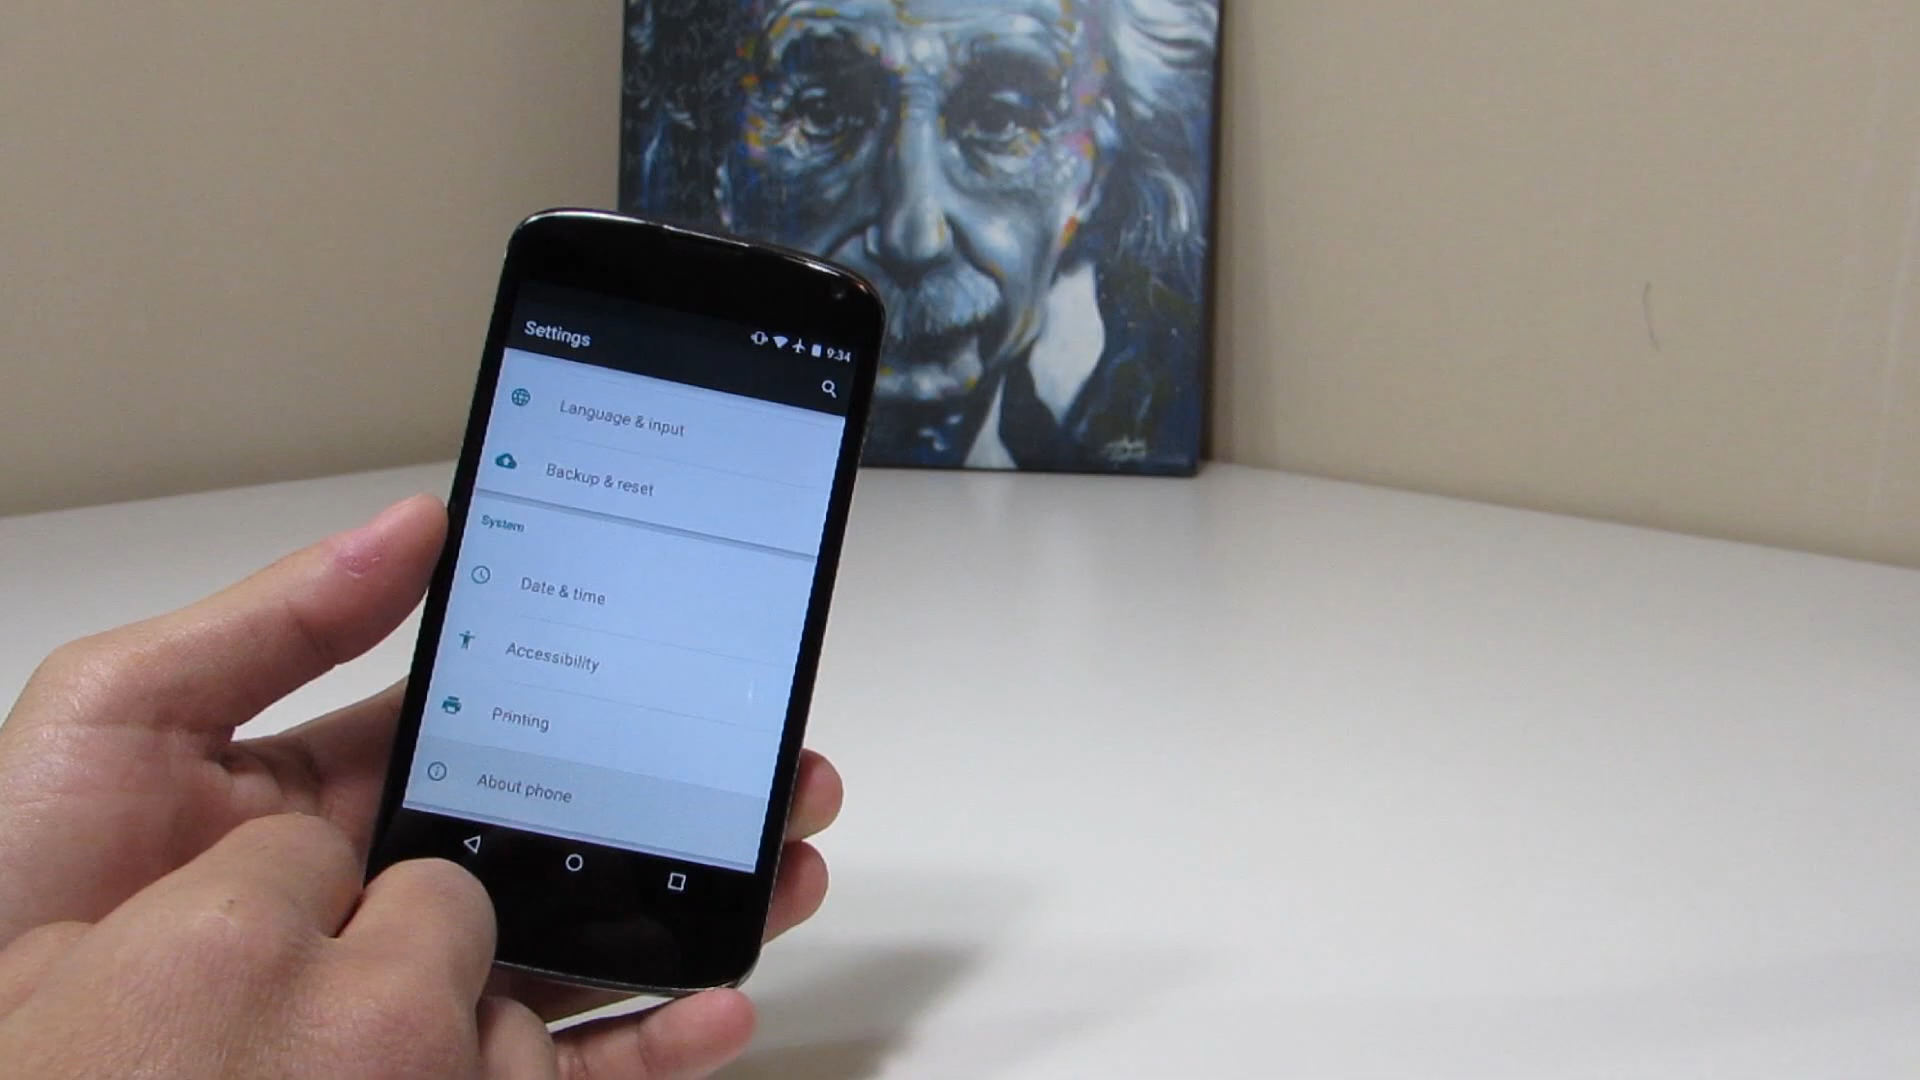 Settings
9:34
Language & input
Backup & reset
System
Date & time
Accessibility
Printing
About phone